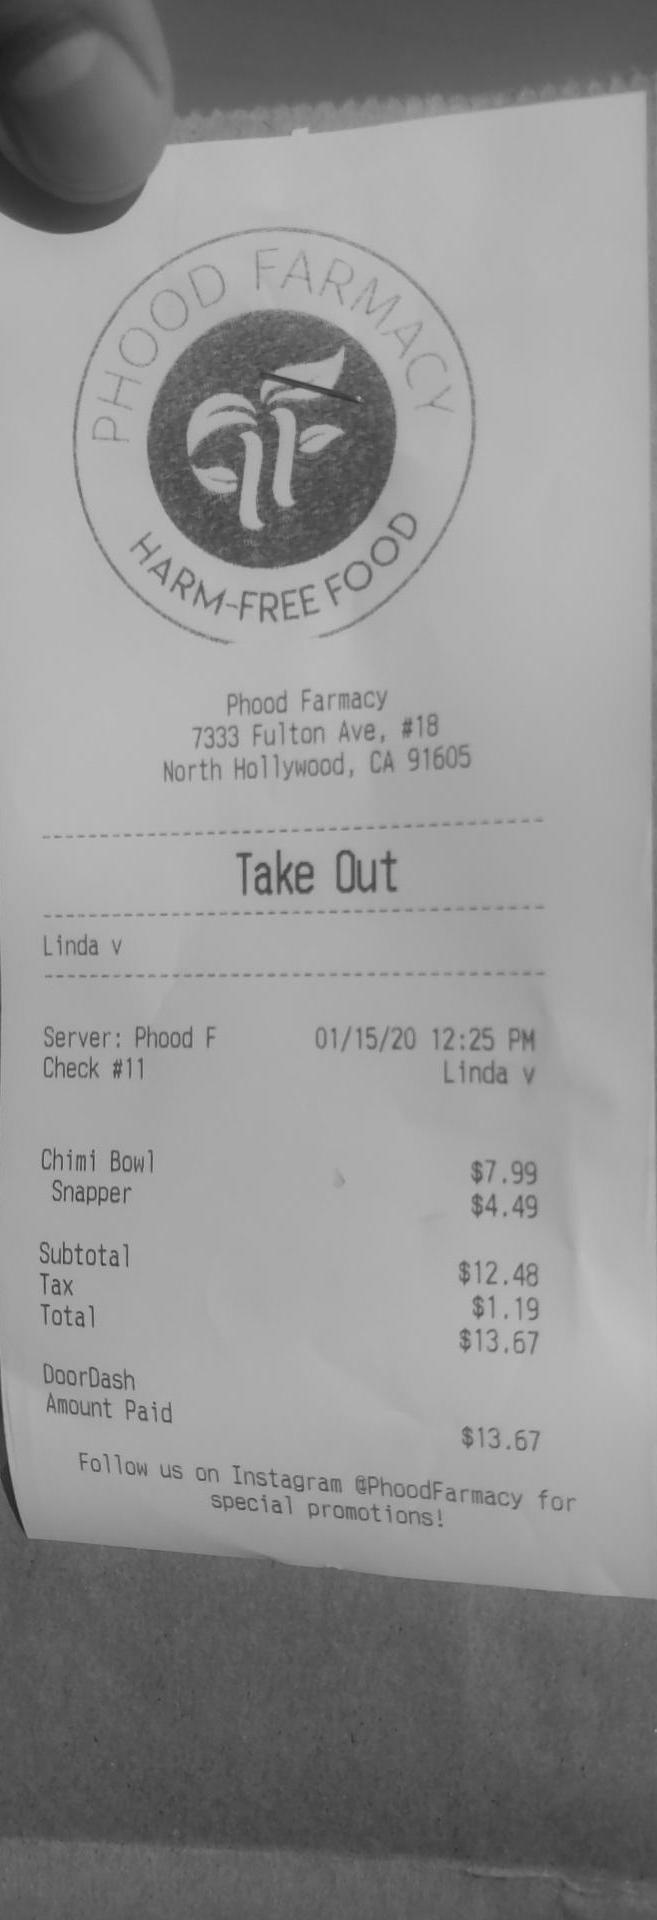 PHOOD FARMACY
HARM-FREE FOOD
Phood Farmacy
7333 Fulton Ave, #18
North Hollywood, CA 91605
Take Out
Linda v
Server: Phood F 01/15/20 12:25 PM
Check #11 Linda v
Chimi Bowl $7.99
Snapper $4.49
Subtotal $12.48
Tax $1.19
Total $13.67
DoorDash
Amount Paid $13.67
Follow us on Instagram @PhoodFarmacy for
special promotions!